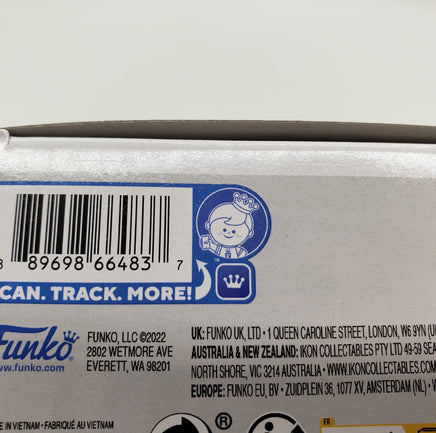 89698 66483 7
CAN. TRACK. MORE!
Funko
www.funko.com
FUNKO, LLC ©2022
2802 WETMORE AVE
EVERETT, WA 98201
UK: FUNKO UK, LTD • 1 QUEEN CAROLINE STREET, LONDON, W6 9YN (U
AUSTRALIA & NEW ZEALAND: IKON COLLECTABLES PTY LTD 49-59 SEA
NORTH SHORE, VIC 3214 AUSTRALIA • WWW.IKONCOLLECTABLES.
EUROPE: FUNKO EU, BV • ZUIDPLEIN 36, 1077 XV, AMSTERDAM (NL) •
IN VIETNAM • FABRIQUÉ AU VIETNAM
®
FR